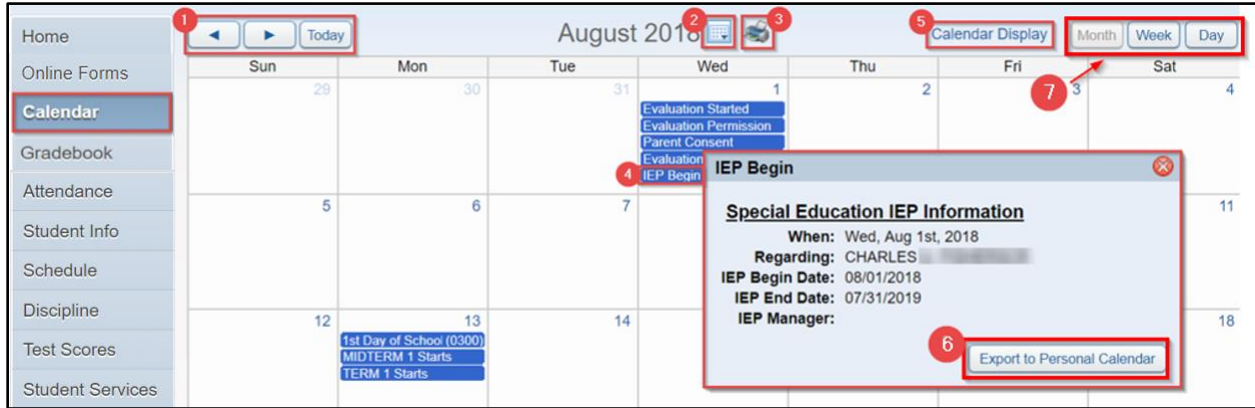 Home
Online Forms
Calendar
Gradebook
Attendance
Student Info
Schedule
Discipline
Test Scores
Student Services
1
Today
August 2018
2
3
5
Calendar Display
Month Week Day
7
Sun Mon Tue Wed Thu Fri Sat
29 30 31 1 2 3 4
Evaluation Started
Evaluation Permission
Parent Consent
Evaluation
4 IEP Begin
5 6 7 11
12 13 14 18
1st Day of School (0300)
MIDTERM 1 Starts
TERM 1 Starts
IEP Begin
Special Education IEP Information
When: Wed, Aug 1st, 2018
Regarding: CHARLES
IEP Begin Date: 08/01/2018
IEP End Date: 07/31/2019
IEP Manager:
6
Export to Personal Calendar